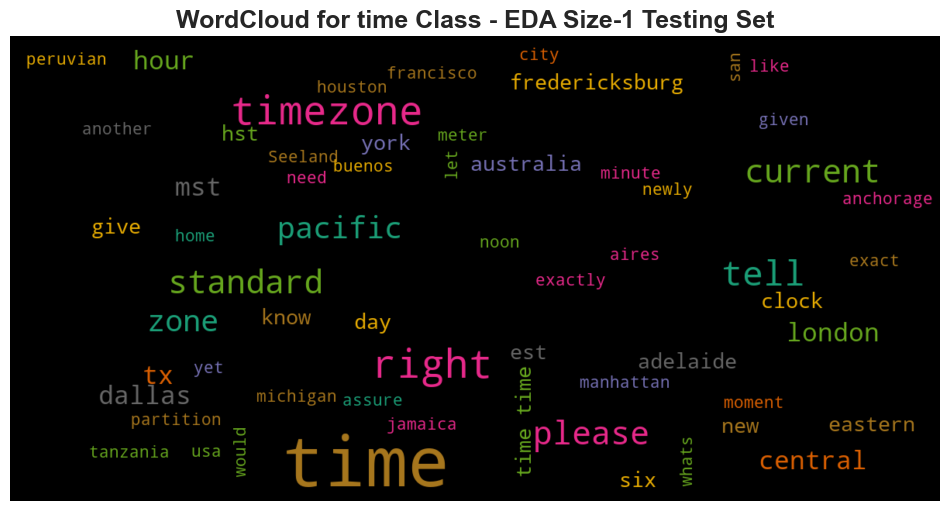 WordCloud for time Class - EDA Size-1 Testing Set
peruvian
hour
city
san
like
francisco
houston
fredericksburg
timezone
another
hst
york
meter
given
Seeland
buenos
let
australia
minute
current
need
newly
mst
anchorage
give
home
pacific
noon
aires
exact
exactly
tell
standard
clock
zone
know
day
london
right
est
adelaide
tx
yet
time
manhattan
dallas
michigan
assure
moment
partition
jamaica
please
new
eastern
tanzania
usa
would
time
time
whats
central
six